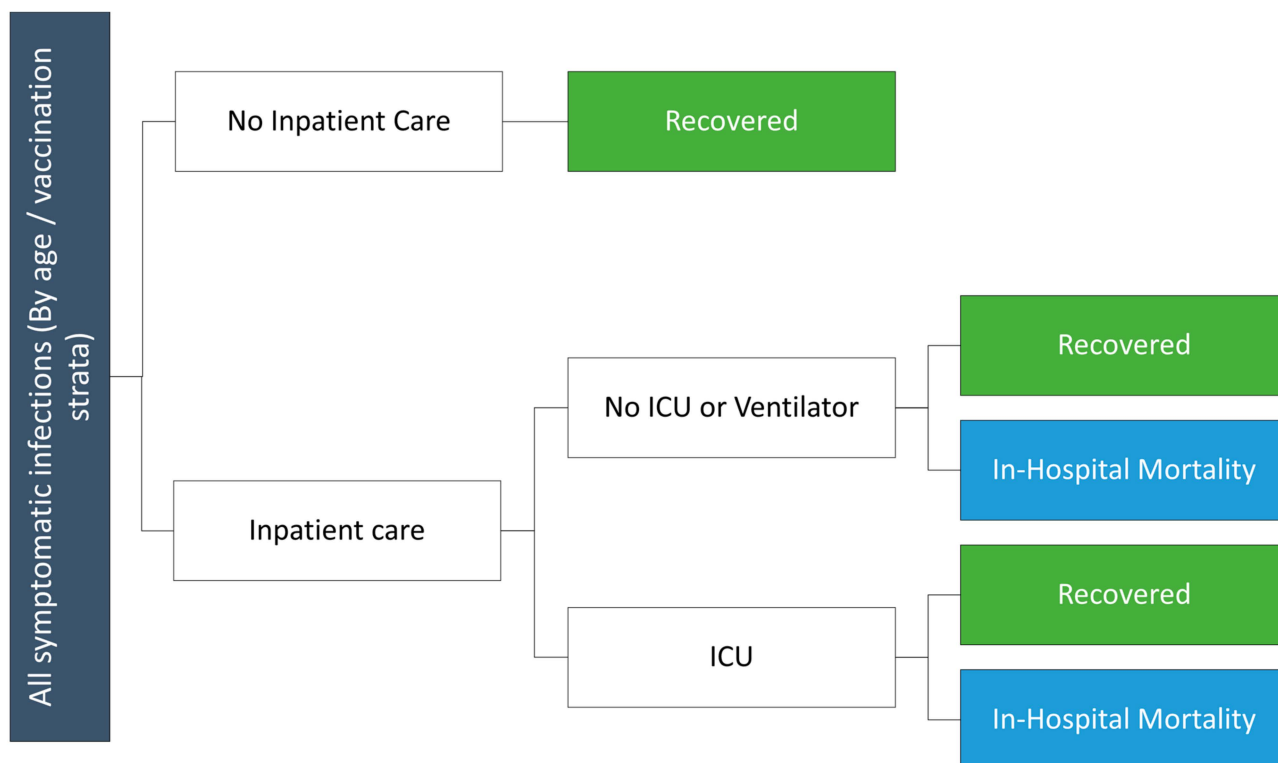 All symptomatic infections (By age / vaccination
strata)
No Inpatient Care
Recovered
Inpatient care
No ICU or Ventilator
Recovered
In-Hospital Mortality
ICU
Recovered
In-Hospital Mortality